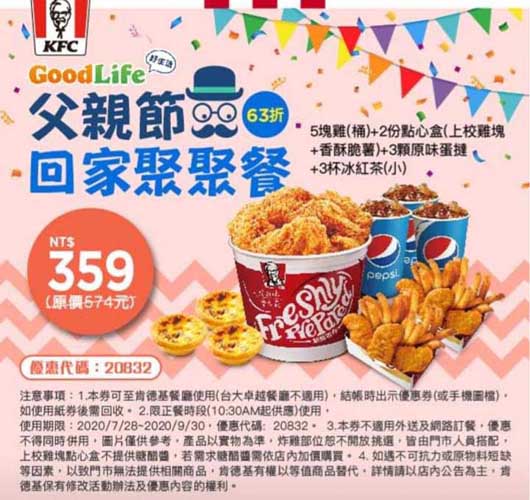 KFC
GoodLife 好生活
父親節 63折
回家聚聚餐
5塊雞(桶)+2份點心盒(上校雞塊
+香酥脆薯)+3顆原味蛋撻
+3杯冰紅茶(小)
NT$
359
(原價574元)
pepsi
Freshly
Prepared
優惠代碼：20832
注意事項：1.本券可至肯德基餐廳使用(台大卓越餐廳不適用)，結帳時出示優惠券(或手機圖檔)，
如使用紙券後需回收。 2.限正餐時段(10:30AM起供應)使用，
使用期限：2020/7/28~2020/9/30，優惠代碼：20832。 3.本券不適用外送及網路訂餐，優惠
不得同時併用，圖片僅供參考，產品以實物為準，炸雞部位恕不開放挑選，皆由門市人員搭配，
上校雞塊點心盒不提供糖醋醬，若需求糖醋醬需依店內加價購買。 4.如遇不可抗力或原物料短缺
等因素，以致門市無法提供相關商品，肯德基有權以等值商品替代，詳情請以店內公告為主，肯
德基保有修改活動辦法及優惠內容的權利。